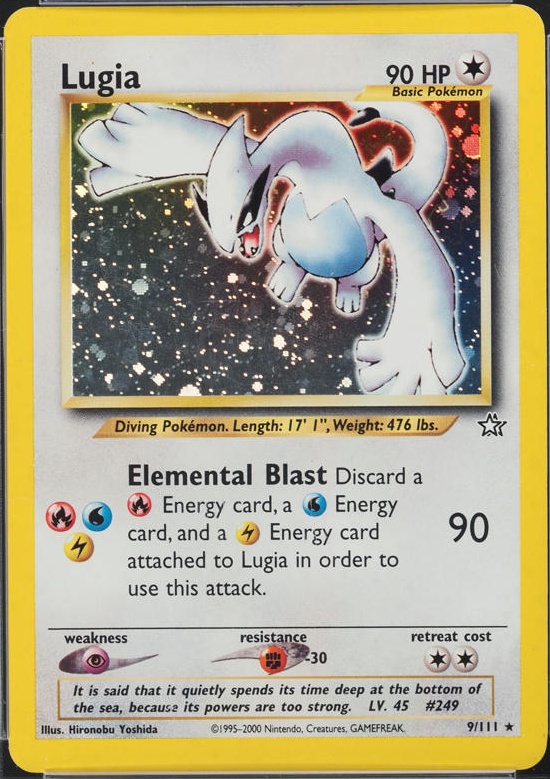 Lugia
90 HP
Basic Pokémon
Diving Pokémon. Length: 17' 1", Weight: 476 lbs.
Elemental Blast Discard a
Energy card, a Energy
card, and a Energy card
attached to Lugia in order to
use this attack.
90
weakness resistance retreat cost
-30
It is said that it quietly spends its time deep at the bottom of
the sea, because its powers are too strong. LV. 45 #249
Illus. Hironobu Yoshida ©1995-2000 Nintendo, Creatures, GAMEFREAK. 9/111 ★